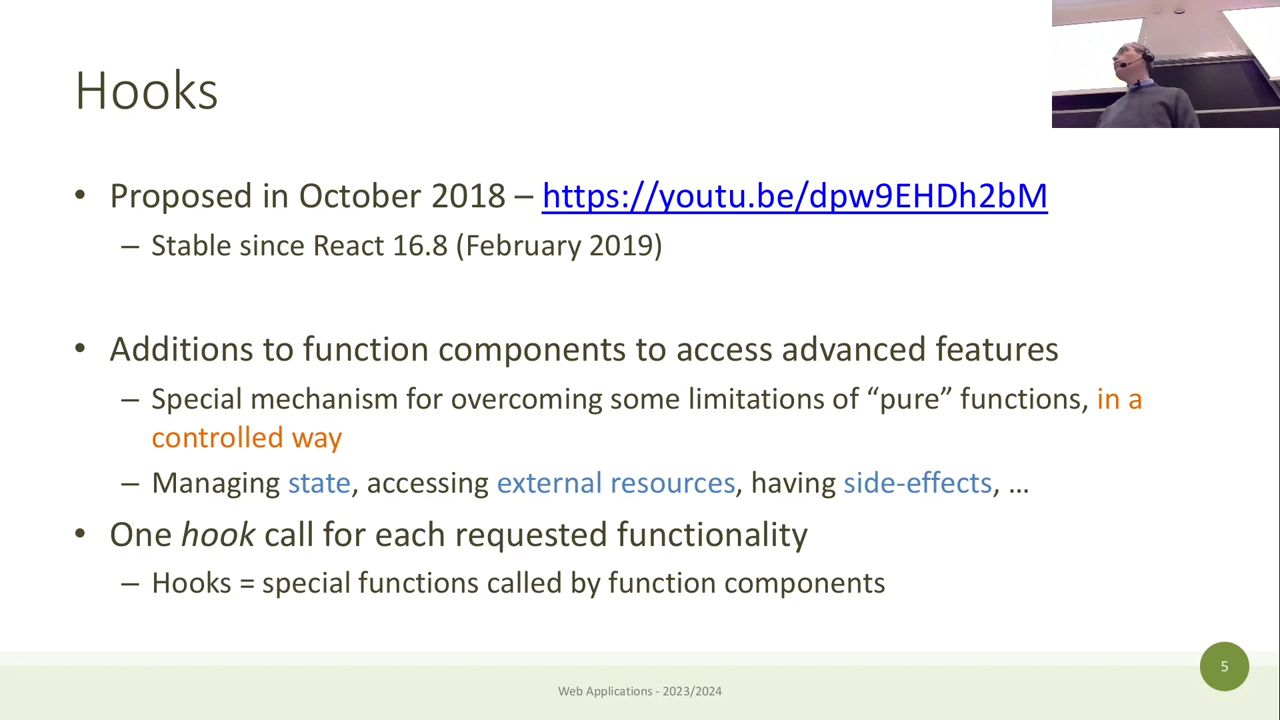 Hooks
• Proposed in October 2018 – https://youtu.be/dpw9EHDh2bM
– Stable since React 16.8 (February 2019)
• Additions to function components to access advanced features
– Special mechanism for overcoming some limitations of “pure” functions, in a
controlled way
– Managing state, accessing external resources, having side-effects, …
• One hook call for each requested functionality
– Hooks = special functions called by function components
5
Web Applications - 2023/2024